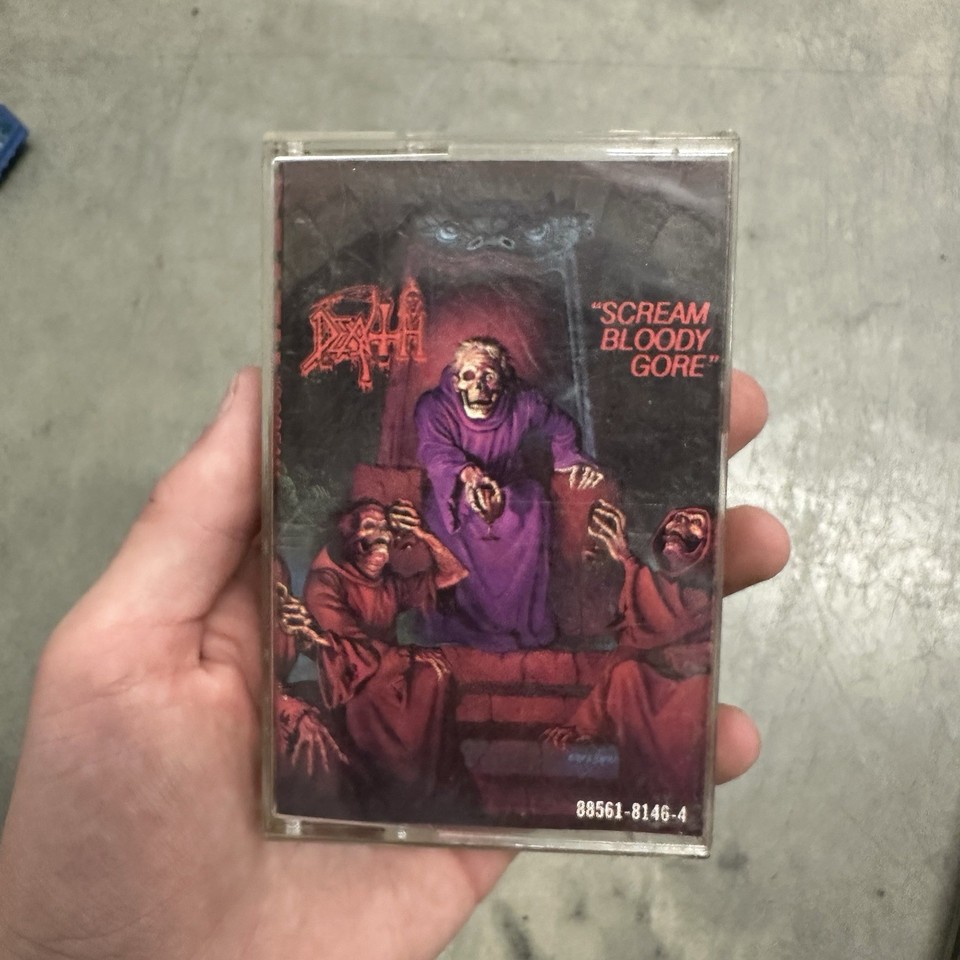 DEATH
"SCREAM
BLOODY
GORE"
88561-8146-4